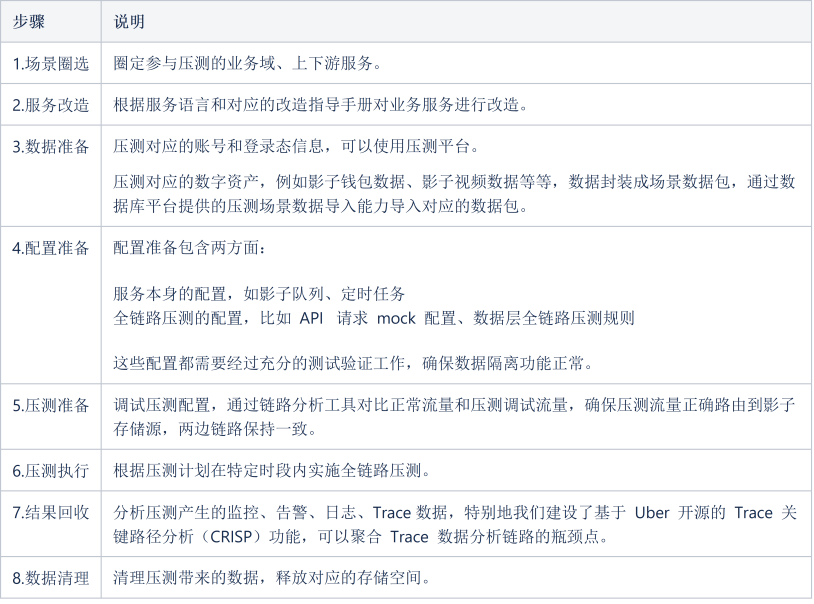 步骤 说明
1.场景圈选 圈定参与压测的业务域、上下游服务。
2.服务改造 根据服务语言和对应的改造指导手册对业务服务进行改造。
3.数据准备 压测对应的账号和登录态信息，可以使用压测平台。
压测对应的数字资产，例如影子钱包数据、影子视频数据等等，数据封装成场景数据包，通过数
据库平台提供的压测场景数据导入能力导入对应的数据包。
4.配置准备 配置准备包含两方面：
服务本身的配置，如影子队列、定时任务
全链路压测的配置，比如 API 请求 mock 配置、数据层全链路压测规则
这些配置都需要经过充分的测试验证工作，确保数据隔离功能正常。
5.压测准备 调试压测配置，通过链路分析工具对比正常流量和压测调试流量，确保压测流量正确路由到影子
存储源，两边链路保持一致。
6.压测执行 根据压测计划在特定时段内实施全链路压测。
7.结果回收 分析压测产生的监控、告警、日志、Trace 数据，特别地我们建设了基于 Uber 开源的 Trace 关
键路径分析（CRISP）功能，可以聚合 Trace 数据分析链路的瓶颈点。
8.数据清理 清理压测带来的数据，释放对应的存储空间。